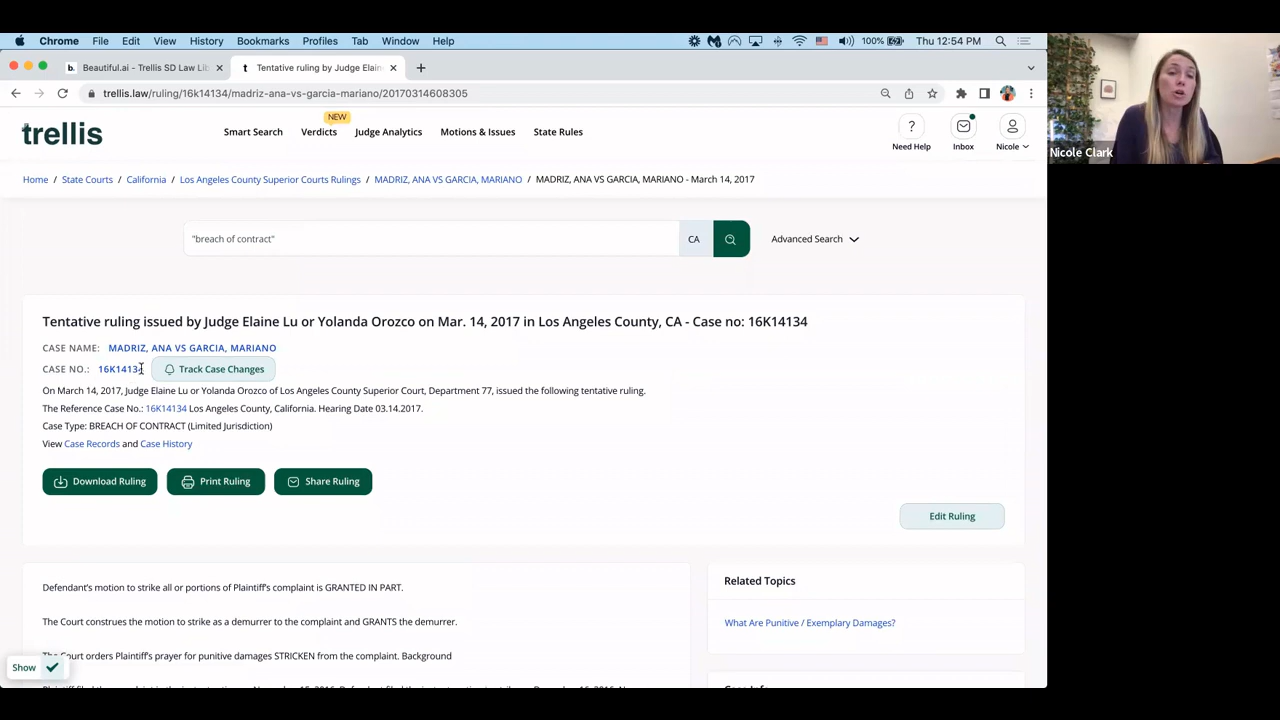 Chrome File Edit View History Bookmarks Profiles Tab Window Help 100% Thu 12:54 PM
b. Beautiful.ai - Trellis SD Law Lib
t Tentative ruling by Judge Elain
trellis.law/ruling/16k14134/madriz-ana-vs-garcia-mariano/20170314608305
trellis
Smart Search
NEW
Verdicts
Judge Analytics
Motions & Issues
State Rules
? Need Help
Inbox
Nicole
Home / State Courts / California / Los Angeles County Superior Courts Rulings / MADRIZ, ANA VS GARCIA, MARIANO / MADRIZ, ANA VS GARCIA, MARIANO - March 14, 2017
"breach of contract" CA Advanced Search
Tentative ruling issued by Judge Elaine Lu or Yolanda Orozco on Mar. 14, 2017 in Los Angeles County, CA - Case no: 16K14134
CASE NAME: MADRIZ, ANA VS GARCIA, MARIANO
CASE NO.: 16K14134 Track Case Changes
On March 14, 2017, Judge Elaine Lu or Yolanda Orozco of Los Angeles County Superior Court, Department 77, issued the following tentative ruling.
The Reference Case No.: 16K14134 Los Angeles County, California. Hearing Date 03.14.2017.
Case Type: BREACH OF CONTRACT (Limited Jurisdiction)
View Case Records and Case History
Download Ruling Print Ruling Share Ruling
Edit Ruling
Defendant's motion to strike all or portions of Plaintiff's complaint is GRANTED IN PART.
The Court construes the motion to strike as a demurrer to the complaint and GRANTS the demurrer.
The Court orders Plaintiff's prayer for punitive damages STRICKEN from the complaint. Background
Show
Related Topics
What Are Punitive / Exemplary Damages?
Nicole Clark